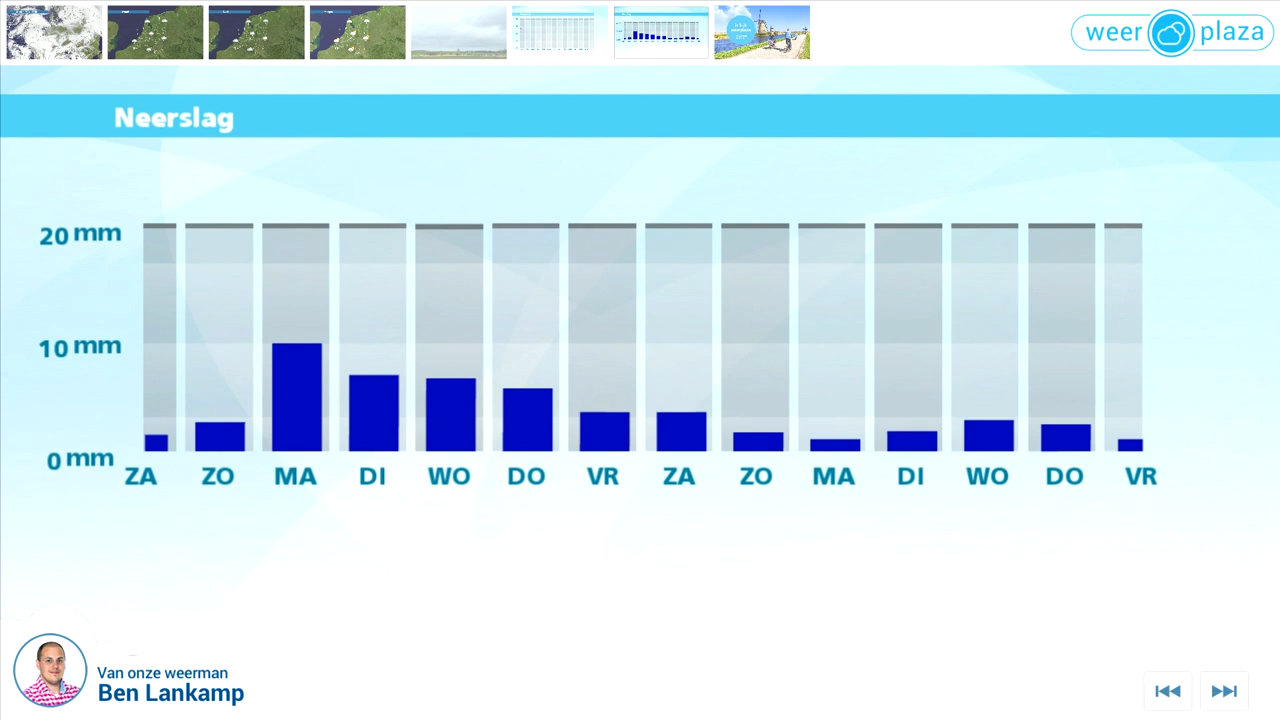 weer plaza
Neerslag
20 mm
10 mm
0 mm
ZA ZO MA DI WO DO VR ZA ZO MA DI WO DO VR
Van onze weerman
Ben Lankamp